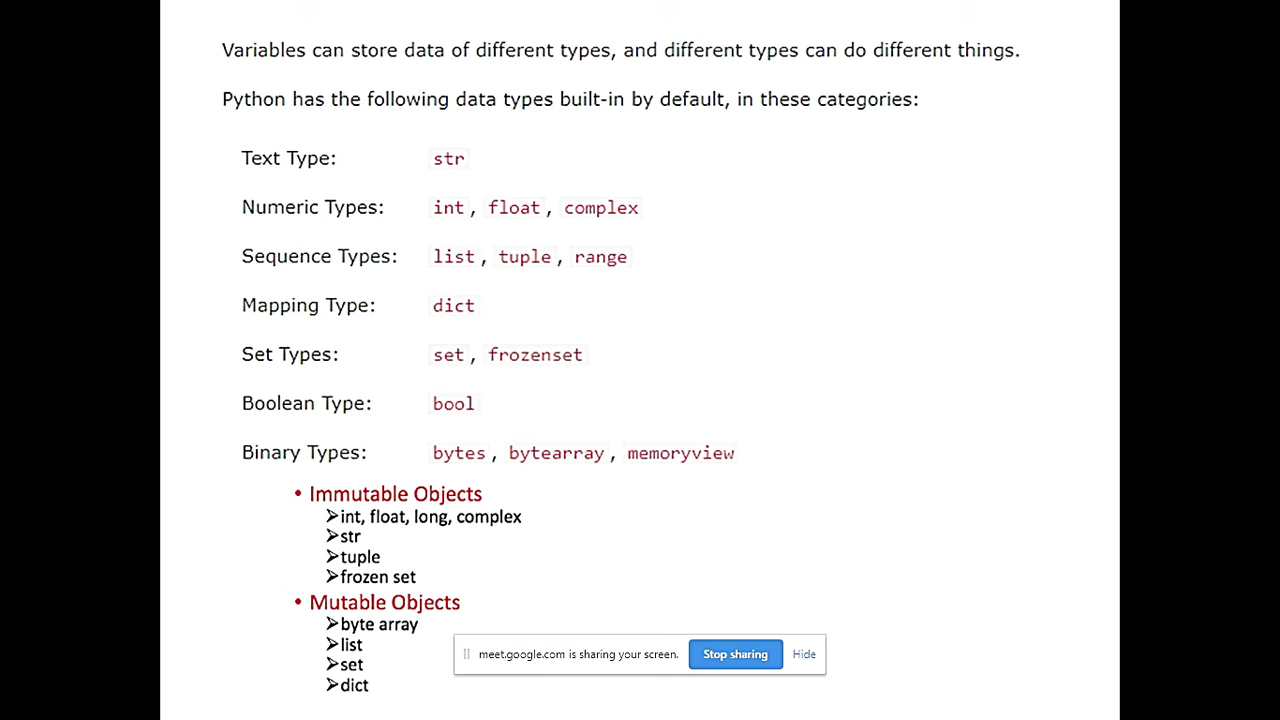 Variables can store data of different types, and different types can do different things.
Python has the following data types built-in by default, in these categories:
Text Type: str
Numeric Types: int, float, complex
Sequence Types: list, tuple, range
Mapping Type: dict
Set Types: set, frozenset
Boolean Type: bool
Binary Types: bytes, bytearray, memoryview
• Immutable Objects
➢int, float, long, complex
➢str
➢tuple
➢frozen set
• Mutable Objects
➢byte array
➢list
➢set
➢dict
meet.google.com is sharing your screen. Stop sharing Hide